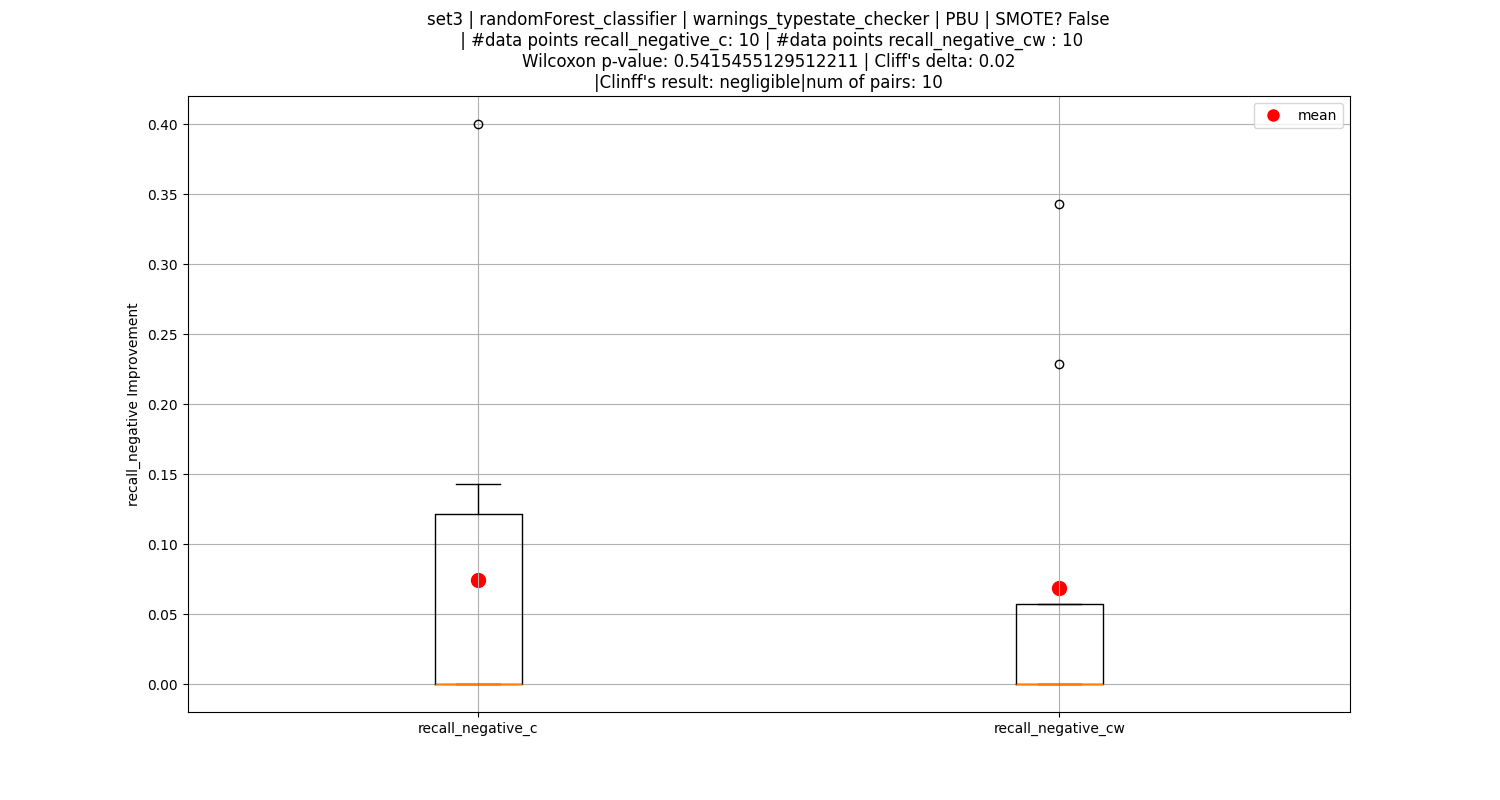 set3 | randomForest_classifier | warnings_typestate_checker | PBU | SMOTE? False
| #data points recall_negative_c: 10 | #data points recall_negative_cw : 10
Wilcoxon p-value: 0.5415455129512211 | Cliff's delta: 0.02
|Clinff's result: negligible|num of pairs: 10
mean
0.40
0.35
0.30
0.25
0.20
0.15
0.10
0.05
0.00
recall_negative Improvement
recall_negative_c
recall_negative_cw